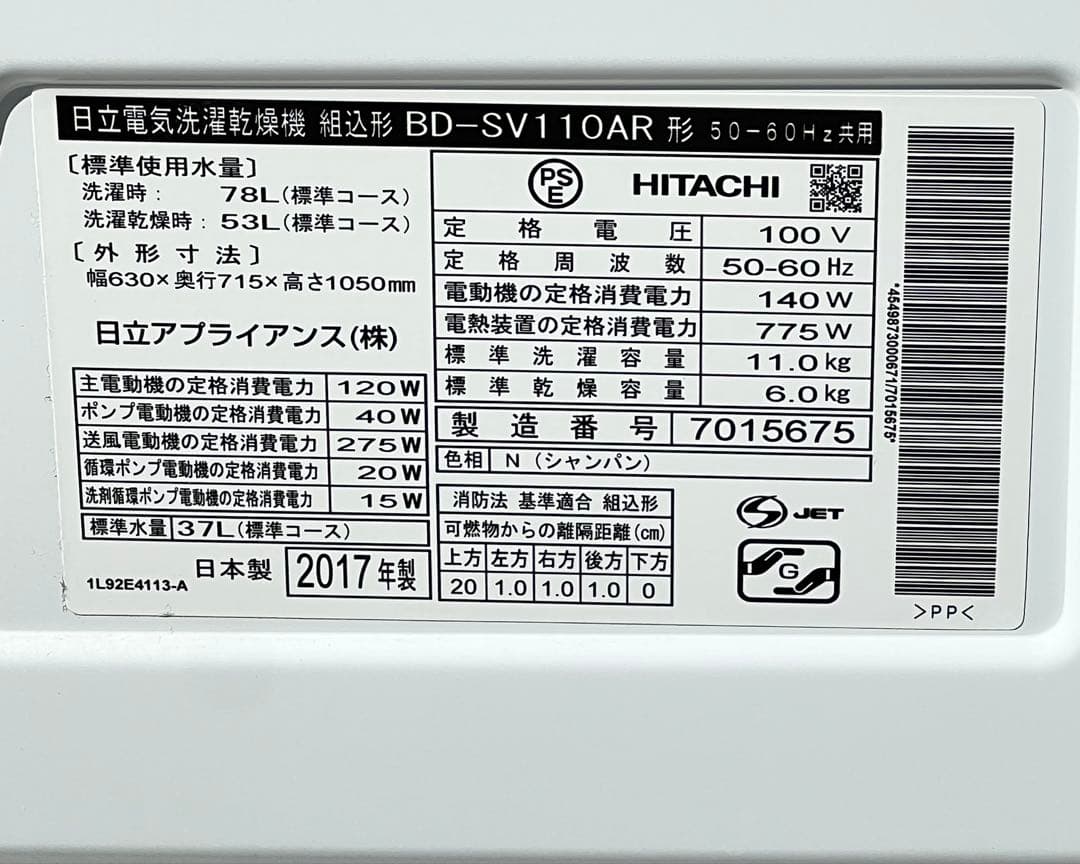 日立電気洗濯乾燥機 組込形 BD-SV110AR 形 50-60Hz共用
〔標準使用水量〕
洗濯時: 78L(標準コース)
洗濯乾燥時: 53L(標準コース)
〔外形寸法〕
幅630×奥行715×高さ1050mm
日立アプライアンス(株)
主電動機の定格消費電力 120W
ポンプ電動機の定格消費電力 40W
送風電動機の定格消費電力 275W
循環ポンプ電動機の定格消費電力 20W
洗剤循環ポンプ電動機の定格消費電力 15W
標準水量 37L(標準コース)
1L92E4113-A 日本製 2017年製
PSE HITACHI
定格電圧 100V
定格周波数 50-60Hz
電動機の定格消費電力 140W
電熱装置の定格消費電力 775W
標準洗濯容量 11.0kg
標準乾燥容量 6.0kg
製造番号 7015675
色相 N(シャンパン)
消防法 基準適合 組込形
可燃物からの離隔距離(cm)
上方 左方 右方 後方 下方
20 1.0 1.0 1.0 0
S JET
G
*4549873000671/7015675*
>PP<